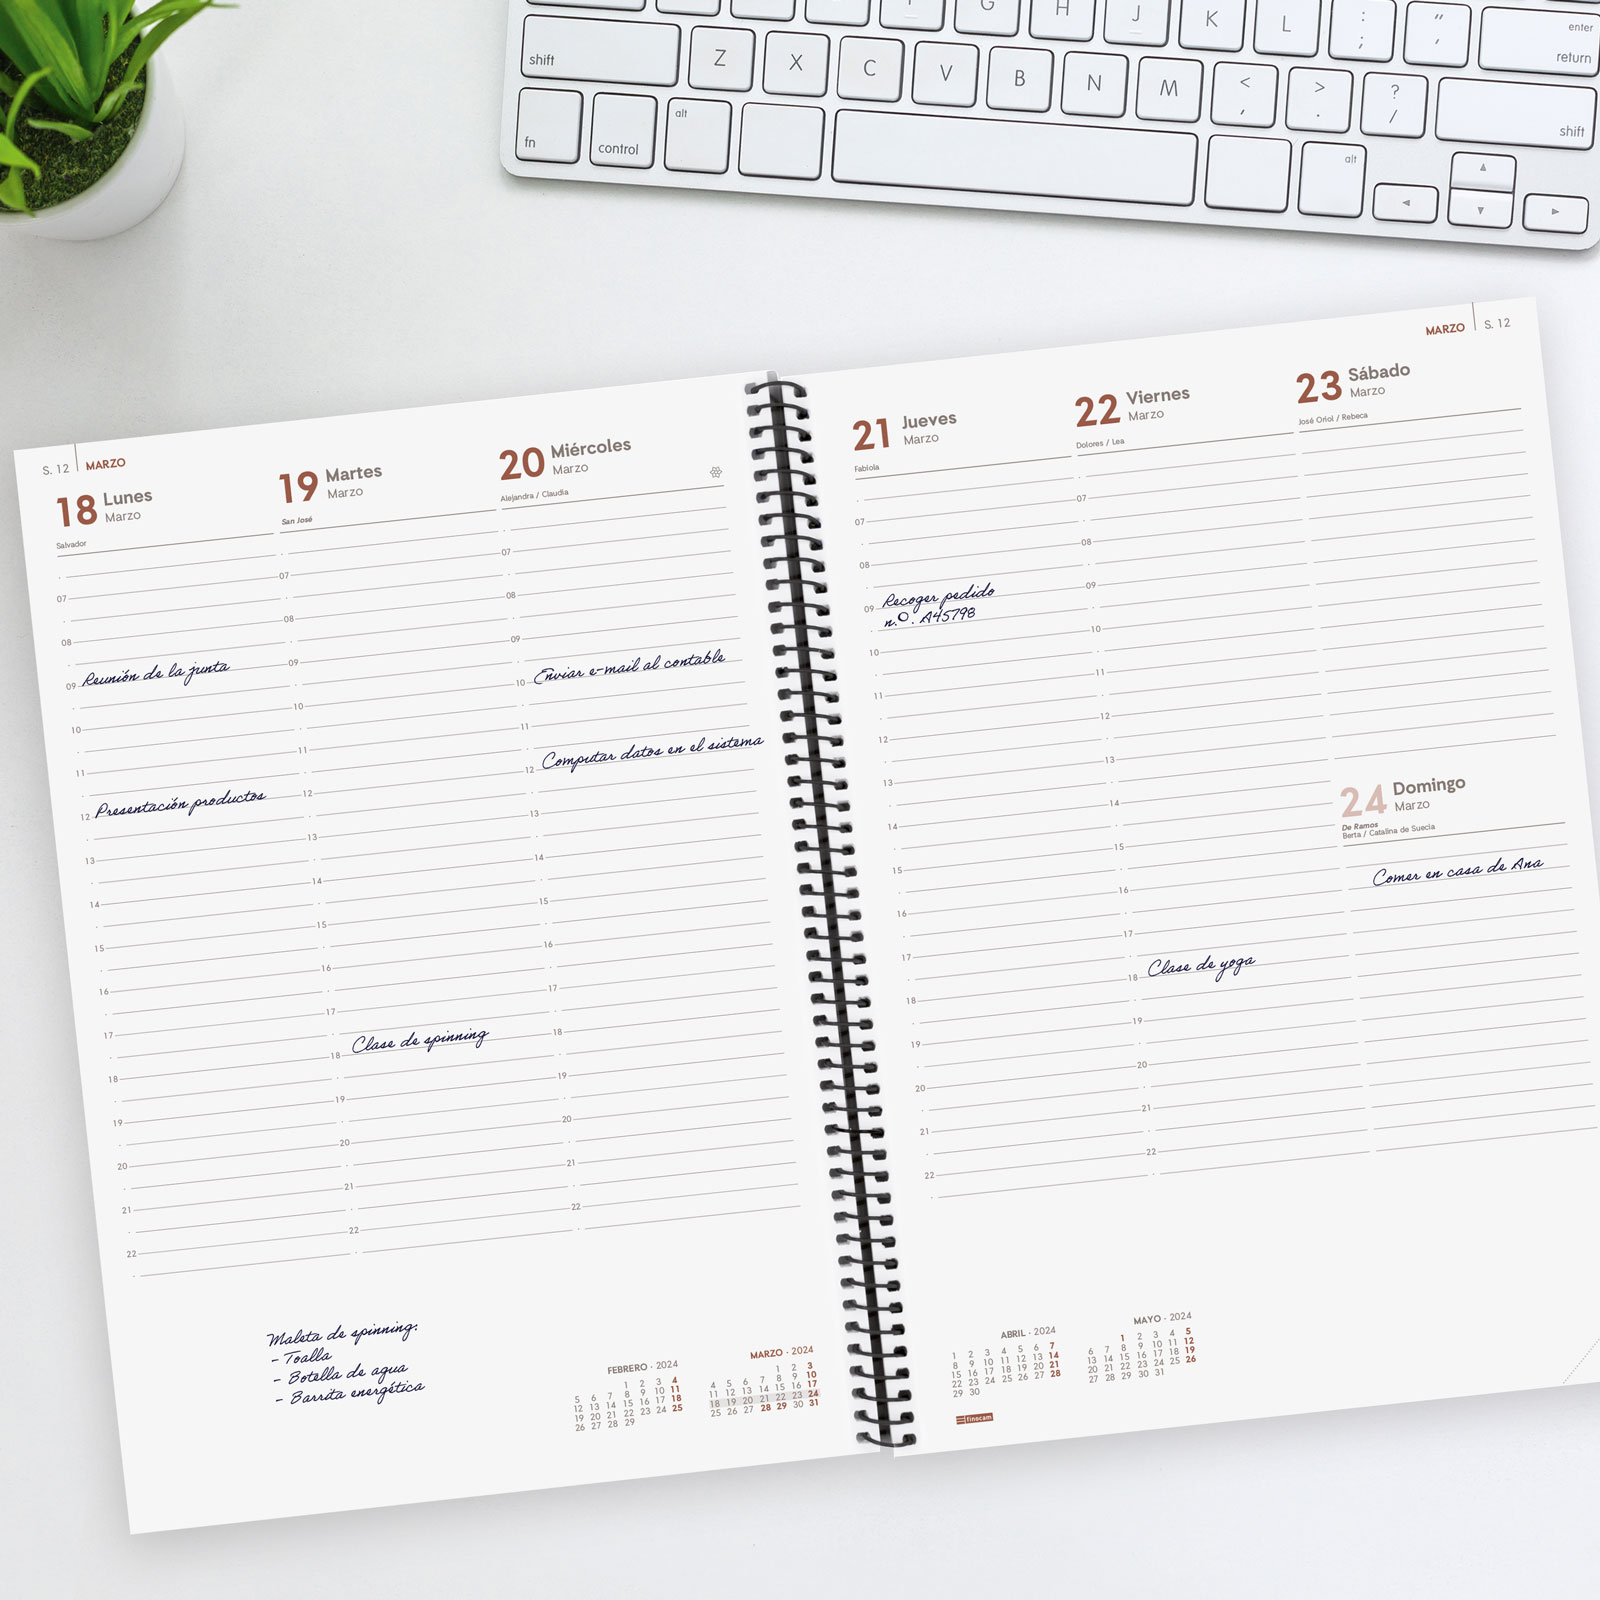 G H J K L : ; " ' enter return
shift Z X C V B N M < , > . ? / shift
fn control alt alt
S. 12 MARZO
18 Lunes
Marzo
Salvador
07
08
09 Reunión de la junta
10
11
12 Presentación productos
13
14
15
16
17
18
19
20
21
22
19 Martes
Marzo
San José
07
08
09
10
11
12
13
14
15
16
17
18 Clase de spinning
19
20
21
22
20 Miércoles
Marzo
Alejandra / Claudia
07
08
09
10 Enviar e-mail al contable
11
12 Computar datos en el sistema
13
14
15
16
17
18
19
20
21
22
Maleta de spinning:
- Toalla
- Botella de agua
- Barrita energética
FEBRERO · 2024
1 2 3 4
5 6 7 8 9 10 11
12 13 14 15 16 17 18
19 20 21 22 23 24 25
26 27 28 29
MARZO · 2024
1 2 3
4 5 6 7 8 9 10
11 12 13 14 15 16 17
18 19 20 21 22 23 24
25 26 27 28 29 30 31
MARZO S. 12
21 Jueves
Marzo
Fabiola
07
08
09 Recoger pedido
n.º. A45798
10
11
12
13
14
15
16
17
18
19
20
21
22
22 Viernes
Marzo
Dolores / Lea
07
08
09
10
11
12
13
14
15
16
17
18 Clase de yoga
19
20
21
22
23 Sábado
Marzo
José Oriol / Rebeca
24 Domingo
Marzo
De Ramos
Berta / Catalina de Suecia
Comer en casa de Ana
ABRIL · 2024
1 2 3 4 5 6 7
8 9 10 11 12 13 14
15 16 17 18 19 20 21
22 23 24 25 26 27 28
29 30
MAYO · 2024
1 2 3 4 5
6 7 8 9 10 11 12
13 14 15 16 17 18 19
20 21 22 23 24 25 26
27 28 29 30 31
finocam